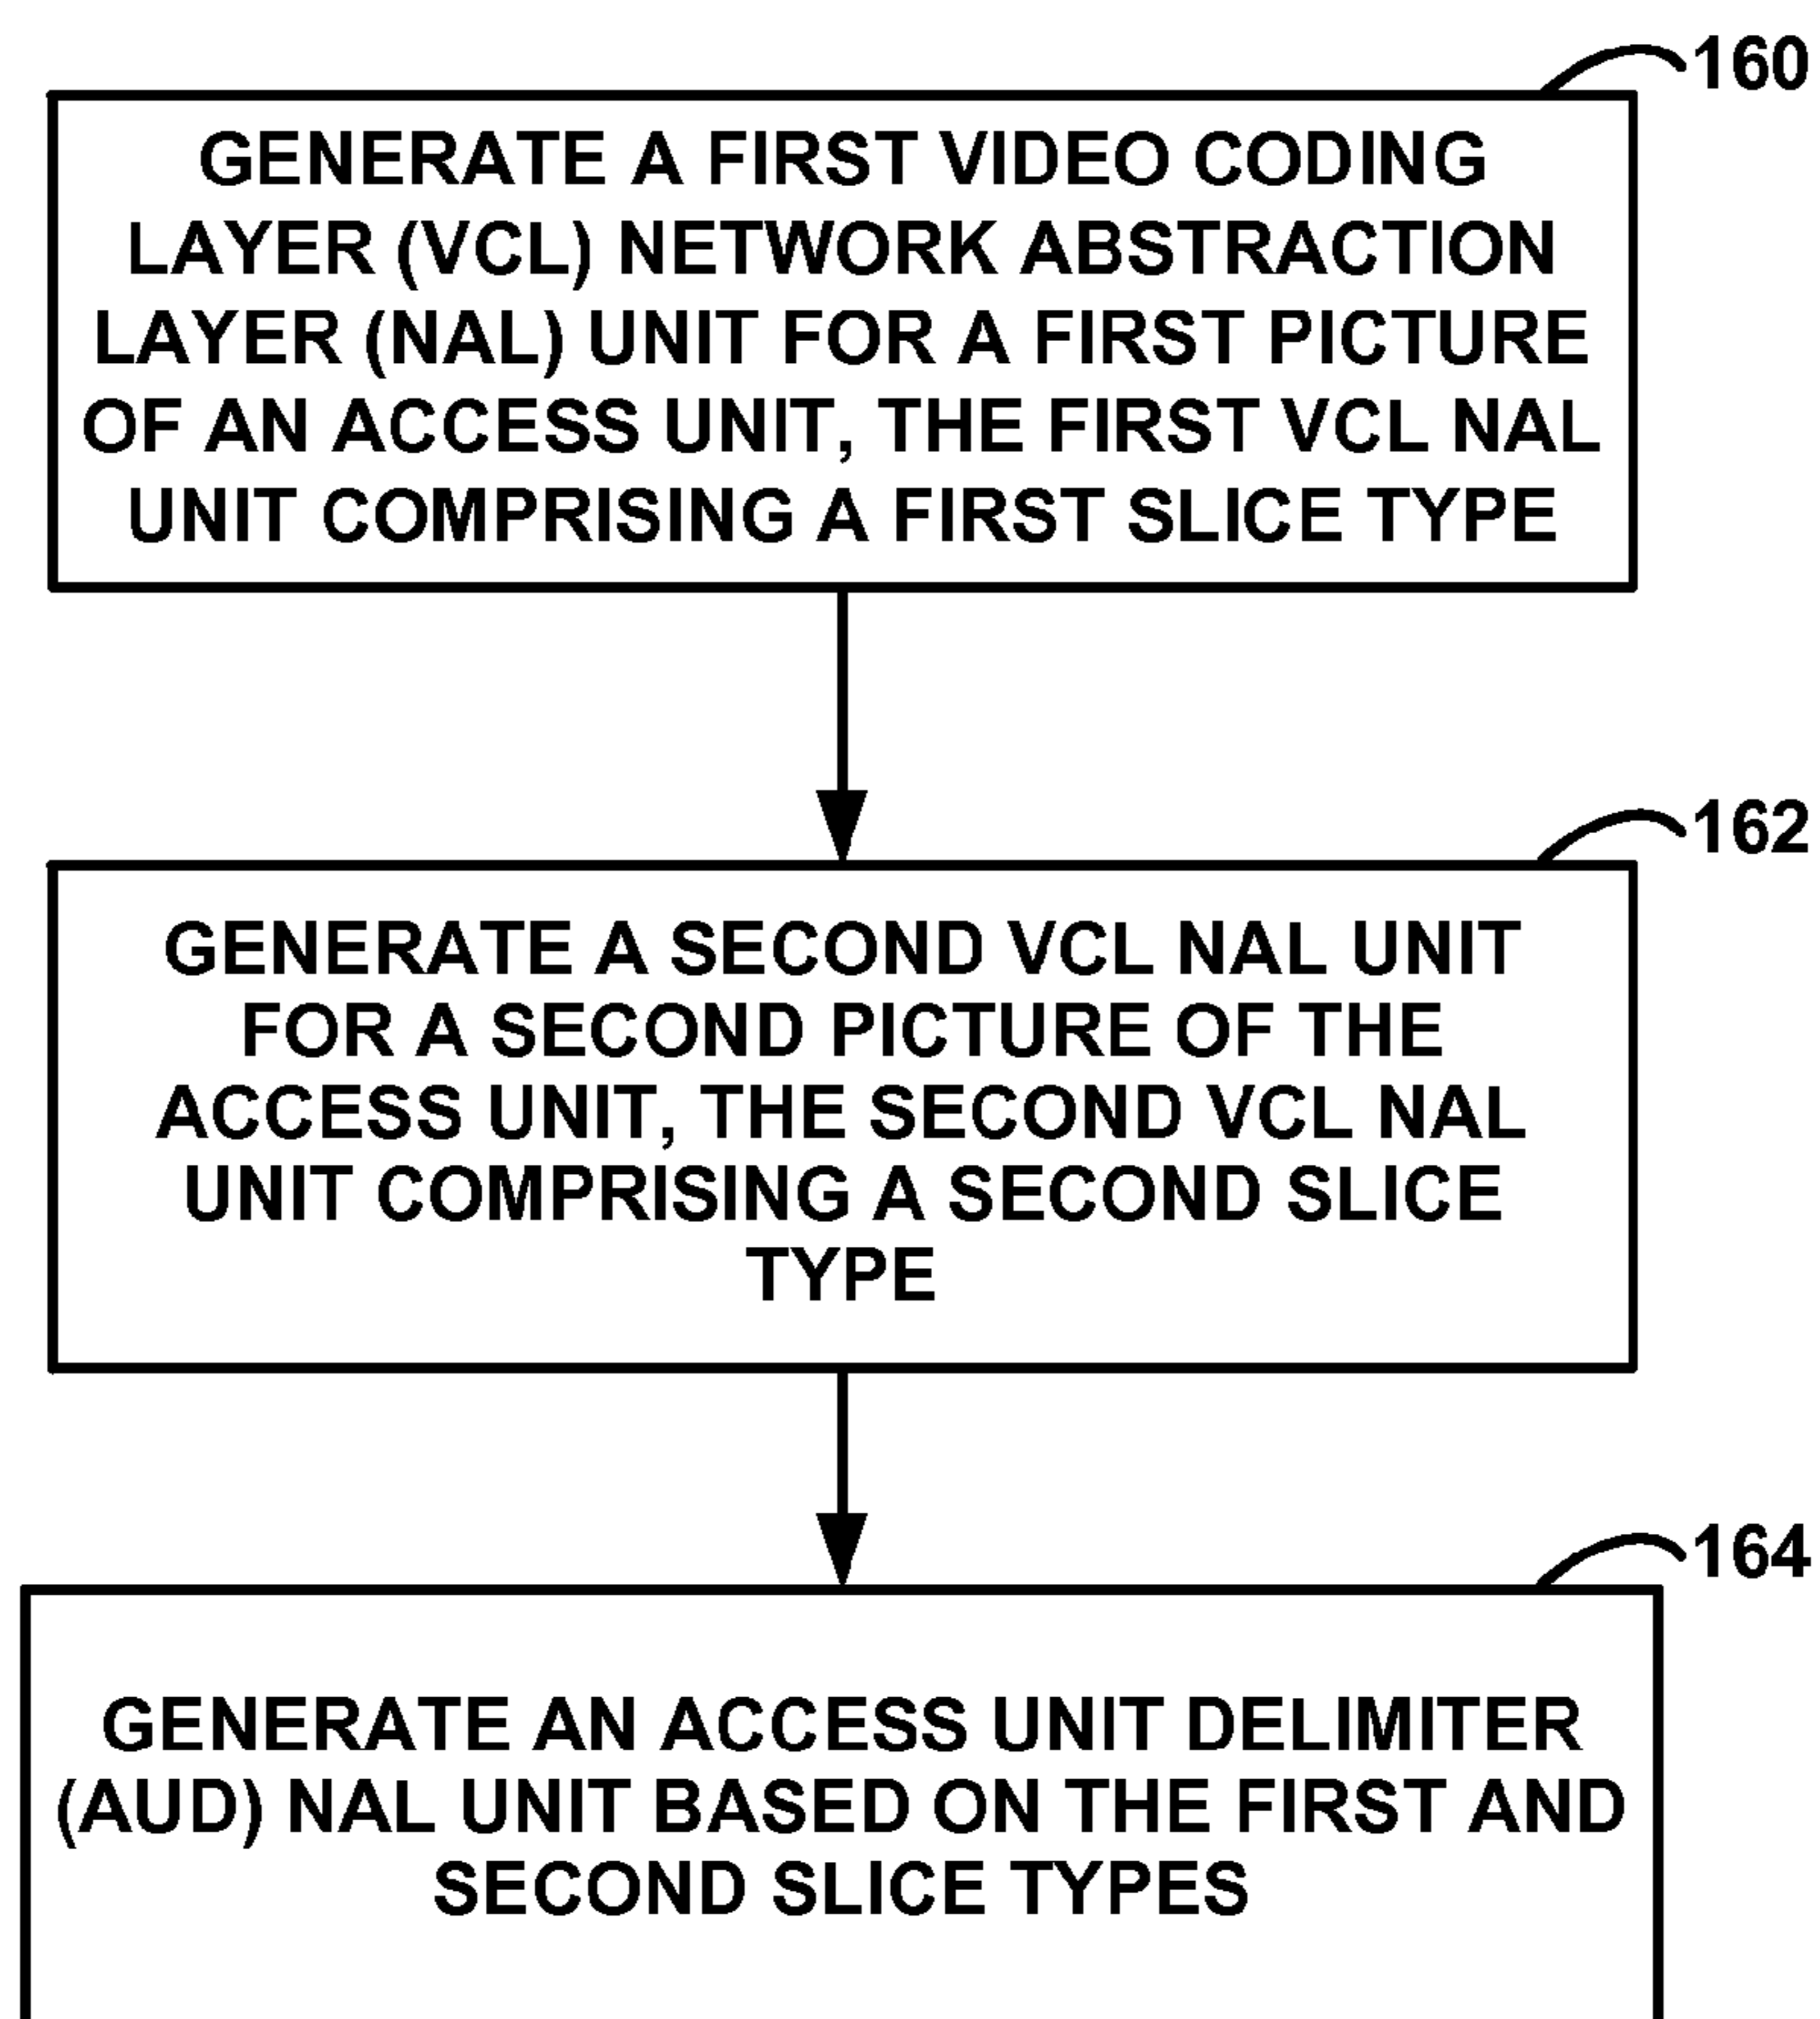 160
GENERATE A FIRST VIDEO CODING
LAYER (VCL) NETWORK ABSTRACTION
LAYER (NAL) UNIT FOR A FIRST PICTURE
OF AN ACCESS UNIT, THE FIRST VCL NAL
UNIT COMPRISING A FIRST SLICE TYPE
162
GENERATE A SECOND VCL NAL UNIT
FOR A SECOND PICTURE OF THE
ACCESS UNIT, THE SECOND VCL NAL
UNIT COMPRISING A SECOND SLICE
TYPE
164
GENERATE AN ACCESS UNIT DELIMITER
(AUD) NAL UNIT BASED ON THE FIRST AND
SECOND SLICE TYPES